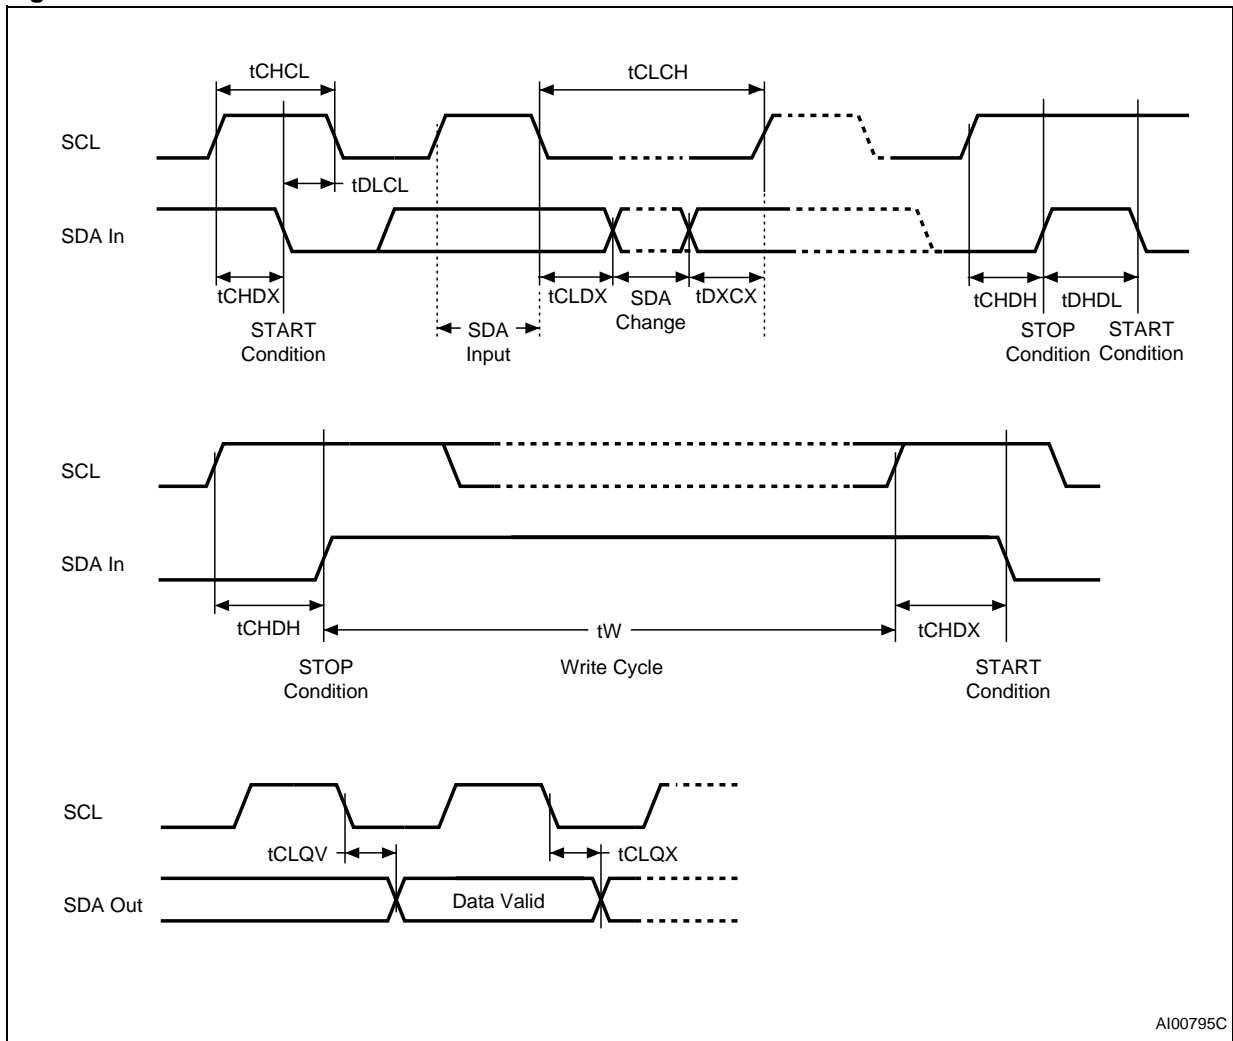 tCHCL
tCLCH
SCL
tDLCL
SDA In
tCHDX
tCLDX
SDA
Change
tDXCX
tCHDH
tDHDL
START
Condition
SDA
Input
STOP
Condition
START
Condition
SCL
SDA In
tCHDH
tW
tCHDX
STOP
Condition
Write Cycle
START
Condition
SCL
tCLQV
tCLQX
SDA Out
Data Valid
AI00795C